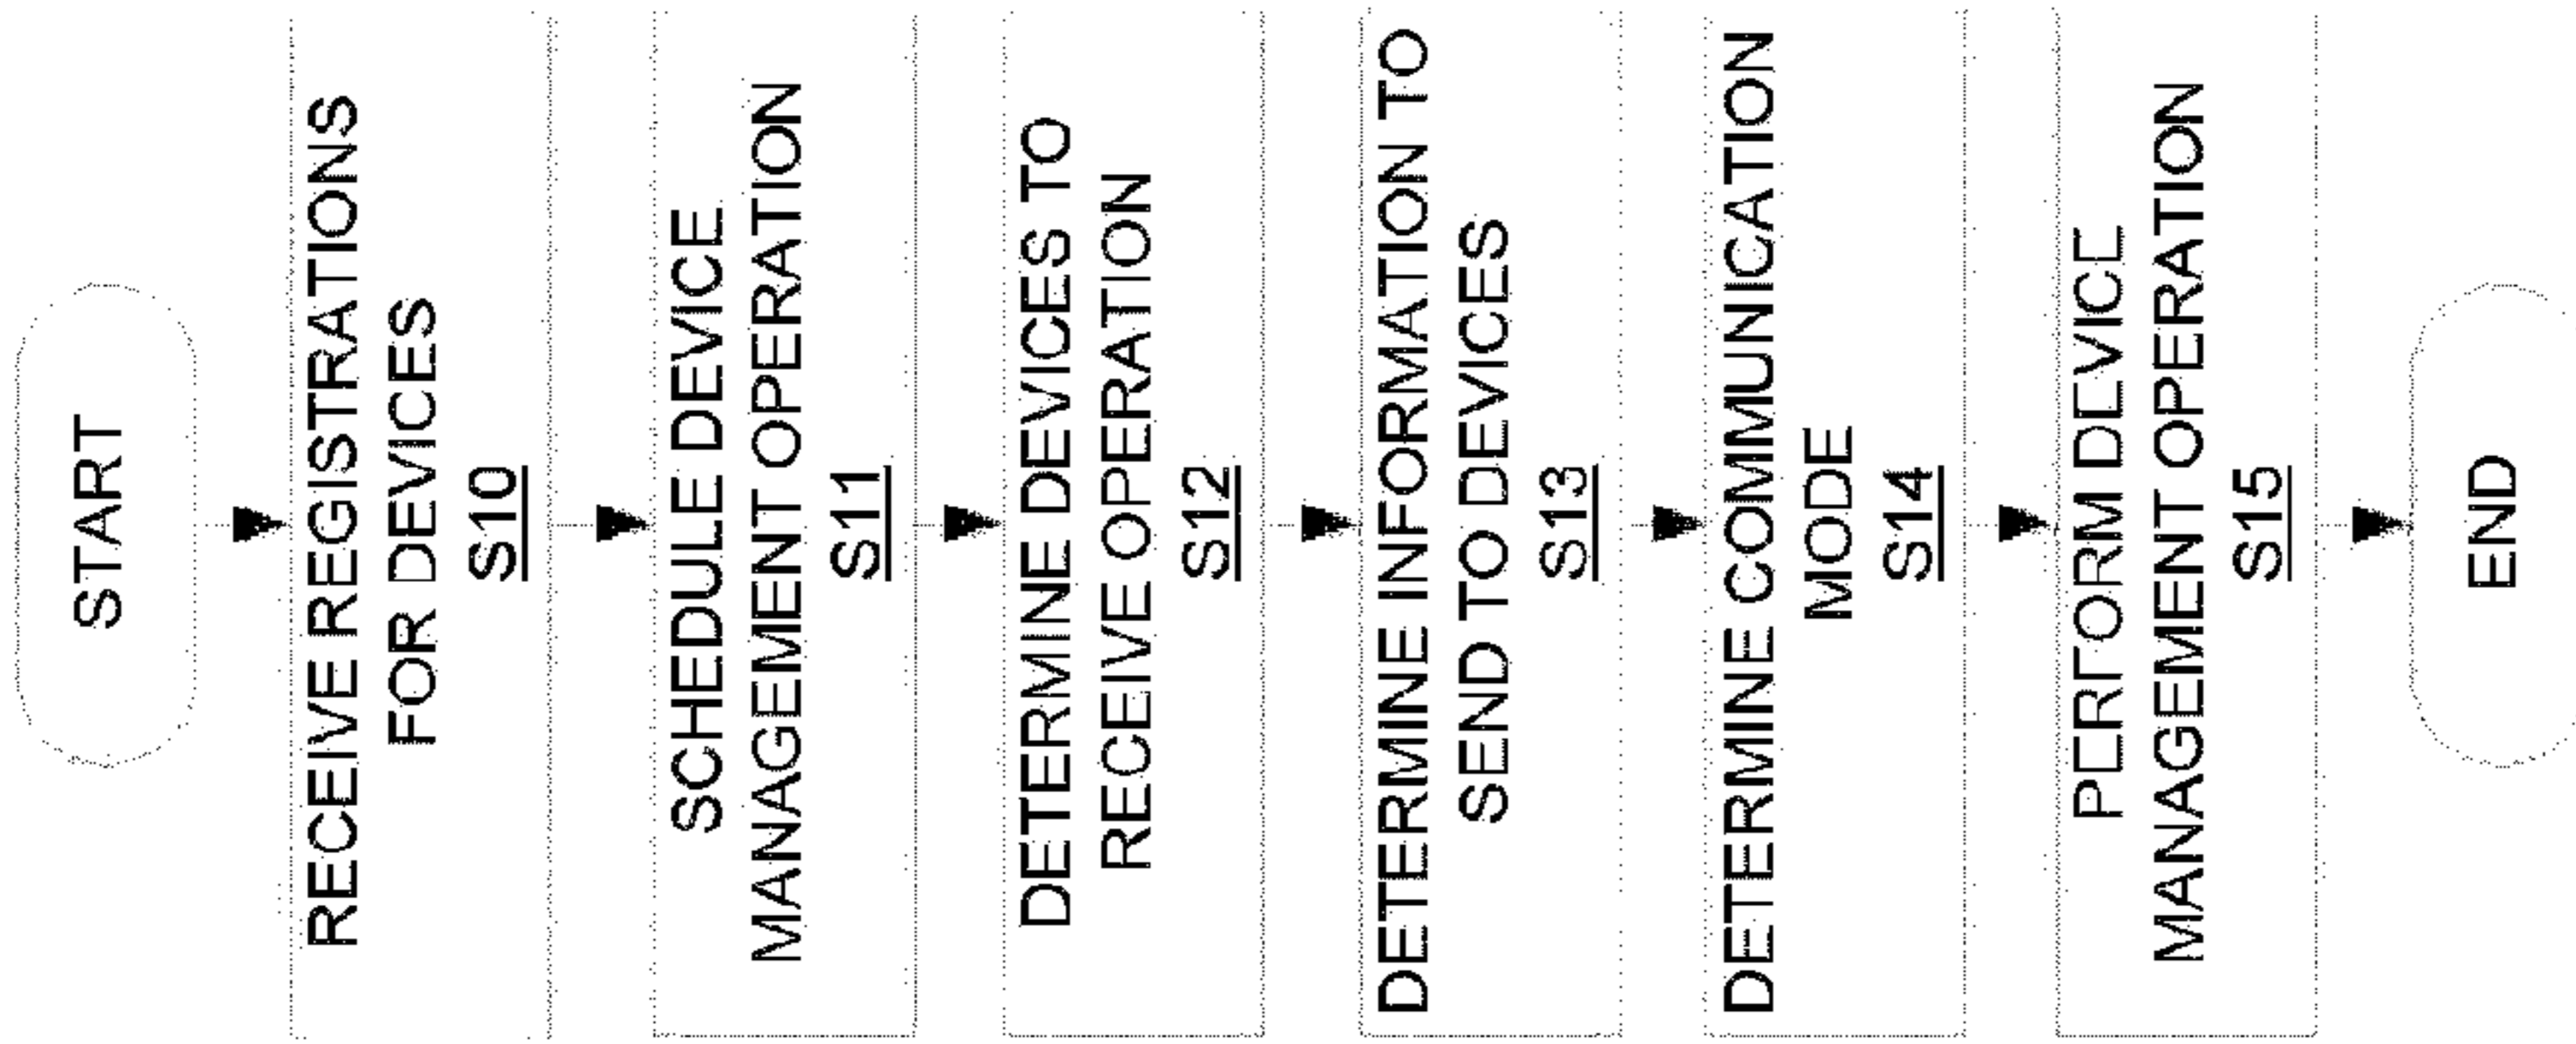 START
RECEIVE REGISTRATIONS
FOR DEVICES
S10
SCHEDULE DEVICE
MANAGEMENT OPERATION
S11
DETERMINE DEVICES TO
RECEIVE OPERATION
S12
DETERMINE INFORMATION TO
SEND TO DEVICES
S13
DETERMINE COMMUNICATION
MODE
S14
PERFORM DEVICE
MANAGEMENT OPERATION
S15
END